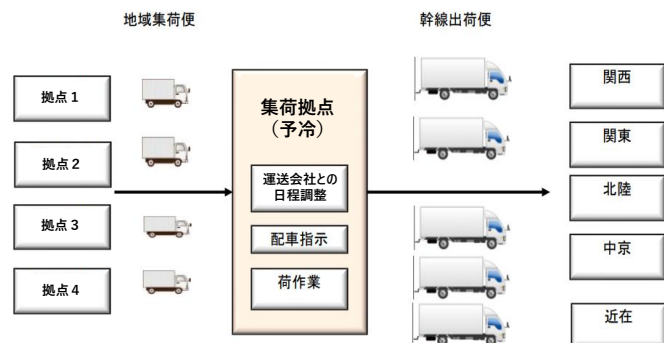 地域集荷便
幹線出荷便
拠点1
拠点2
拠点3
拠点4
集荷拠点
(予冷)
運送会社との
日程調整
配車指示
荷作業
関西
関東
北陸
中京
近在